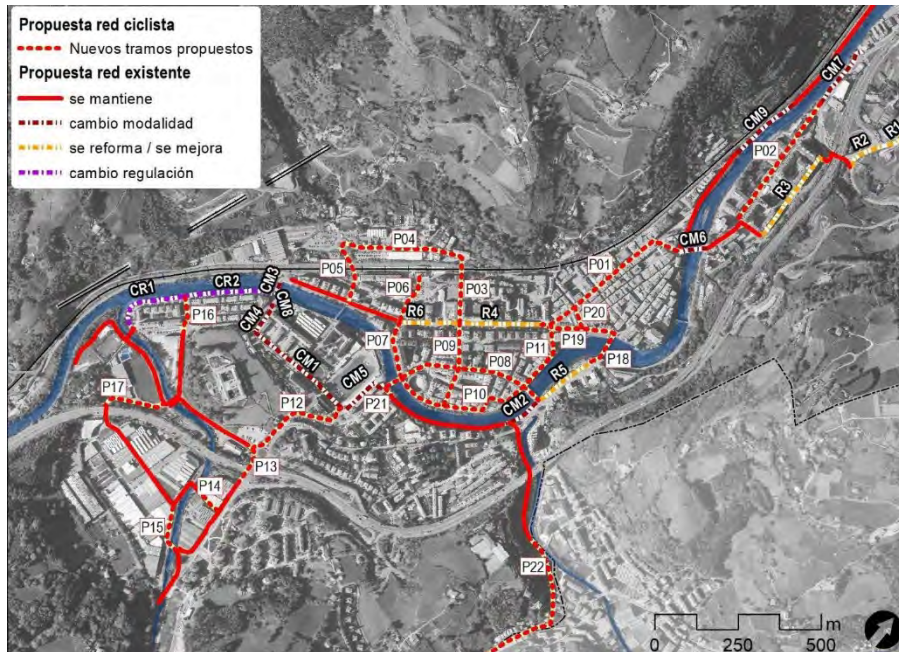 Propuesta red ciclista
Nuevos tramos propuestos
Propuesta red existente
se mantiene
cambio modalidad
se reforma / se mejora
cambio regulación
CM7
CM9
P02
R2
R1
R3
CM6
P04
P01
P05
P03
CR1
CR2
CM3
P06
P16
CM8
R6
R4
P20
CM4
P07
P19
P09
P11
P18
CM1
P08
R5
CM5
P17
P10
CM2
P12
P21
P13
P14
P15
P22
m
0
250
500